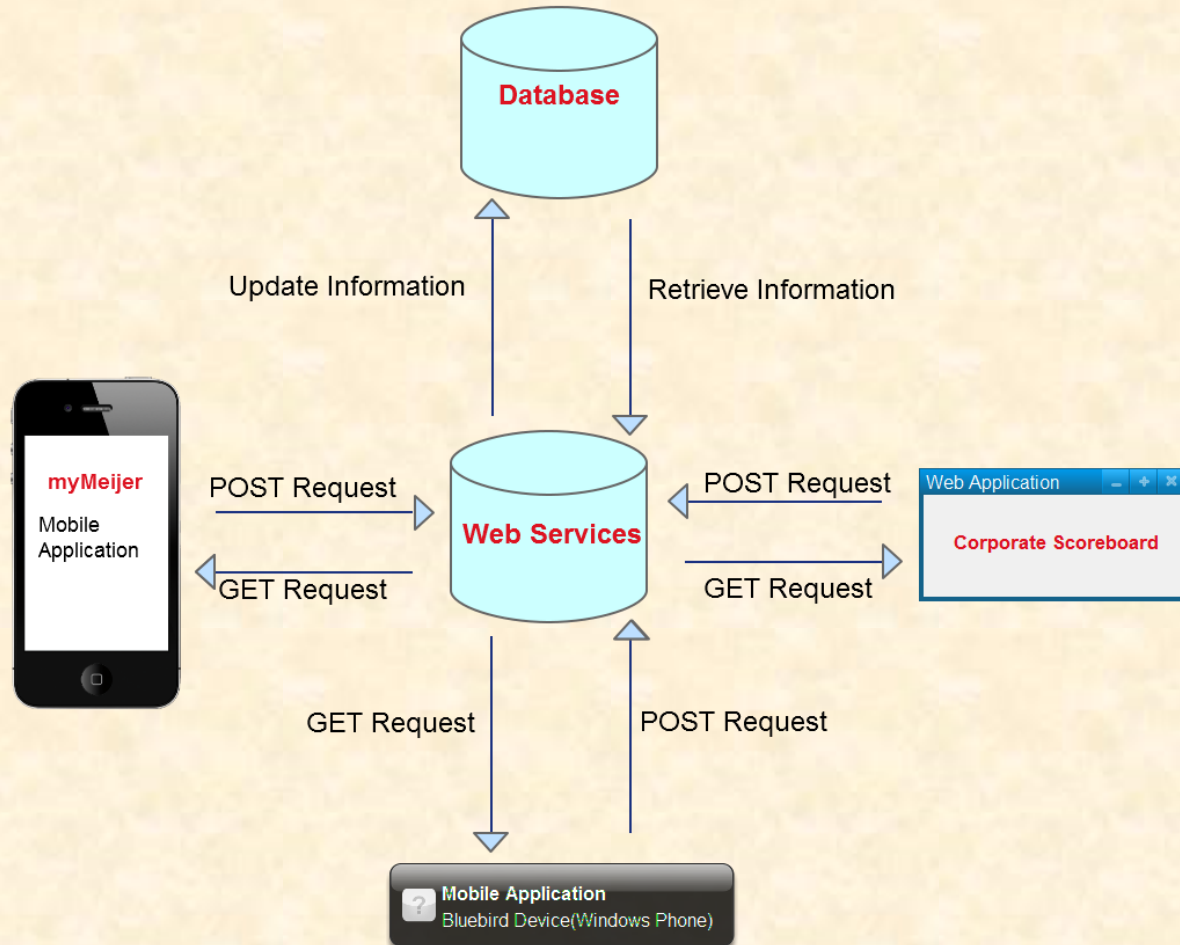 Database
Update Information
Retrieve Information
myMeijer
Mobile
Application
POST Request
GET Request
Web Services
POST Request
GET Request
Web Application
Corporate Scoreboard
GET Request
POST Request
?
Mobile Application
Bluebird Device(Windows Phone)